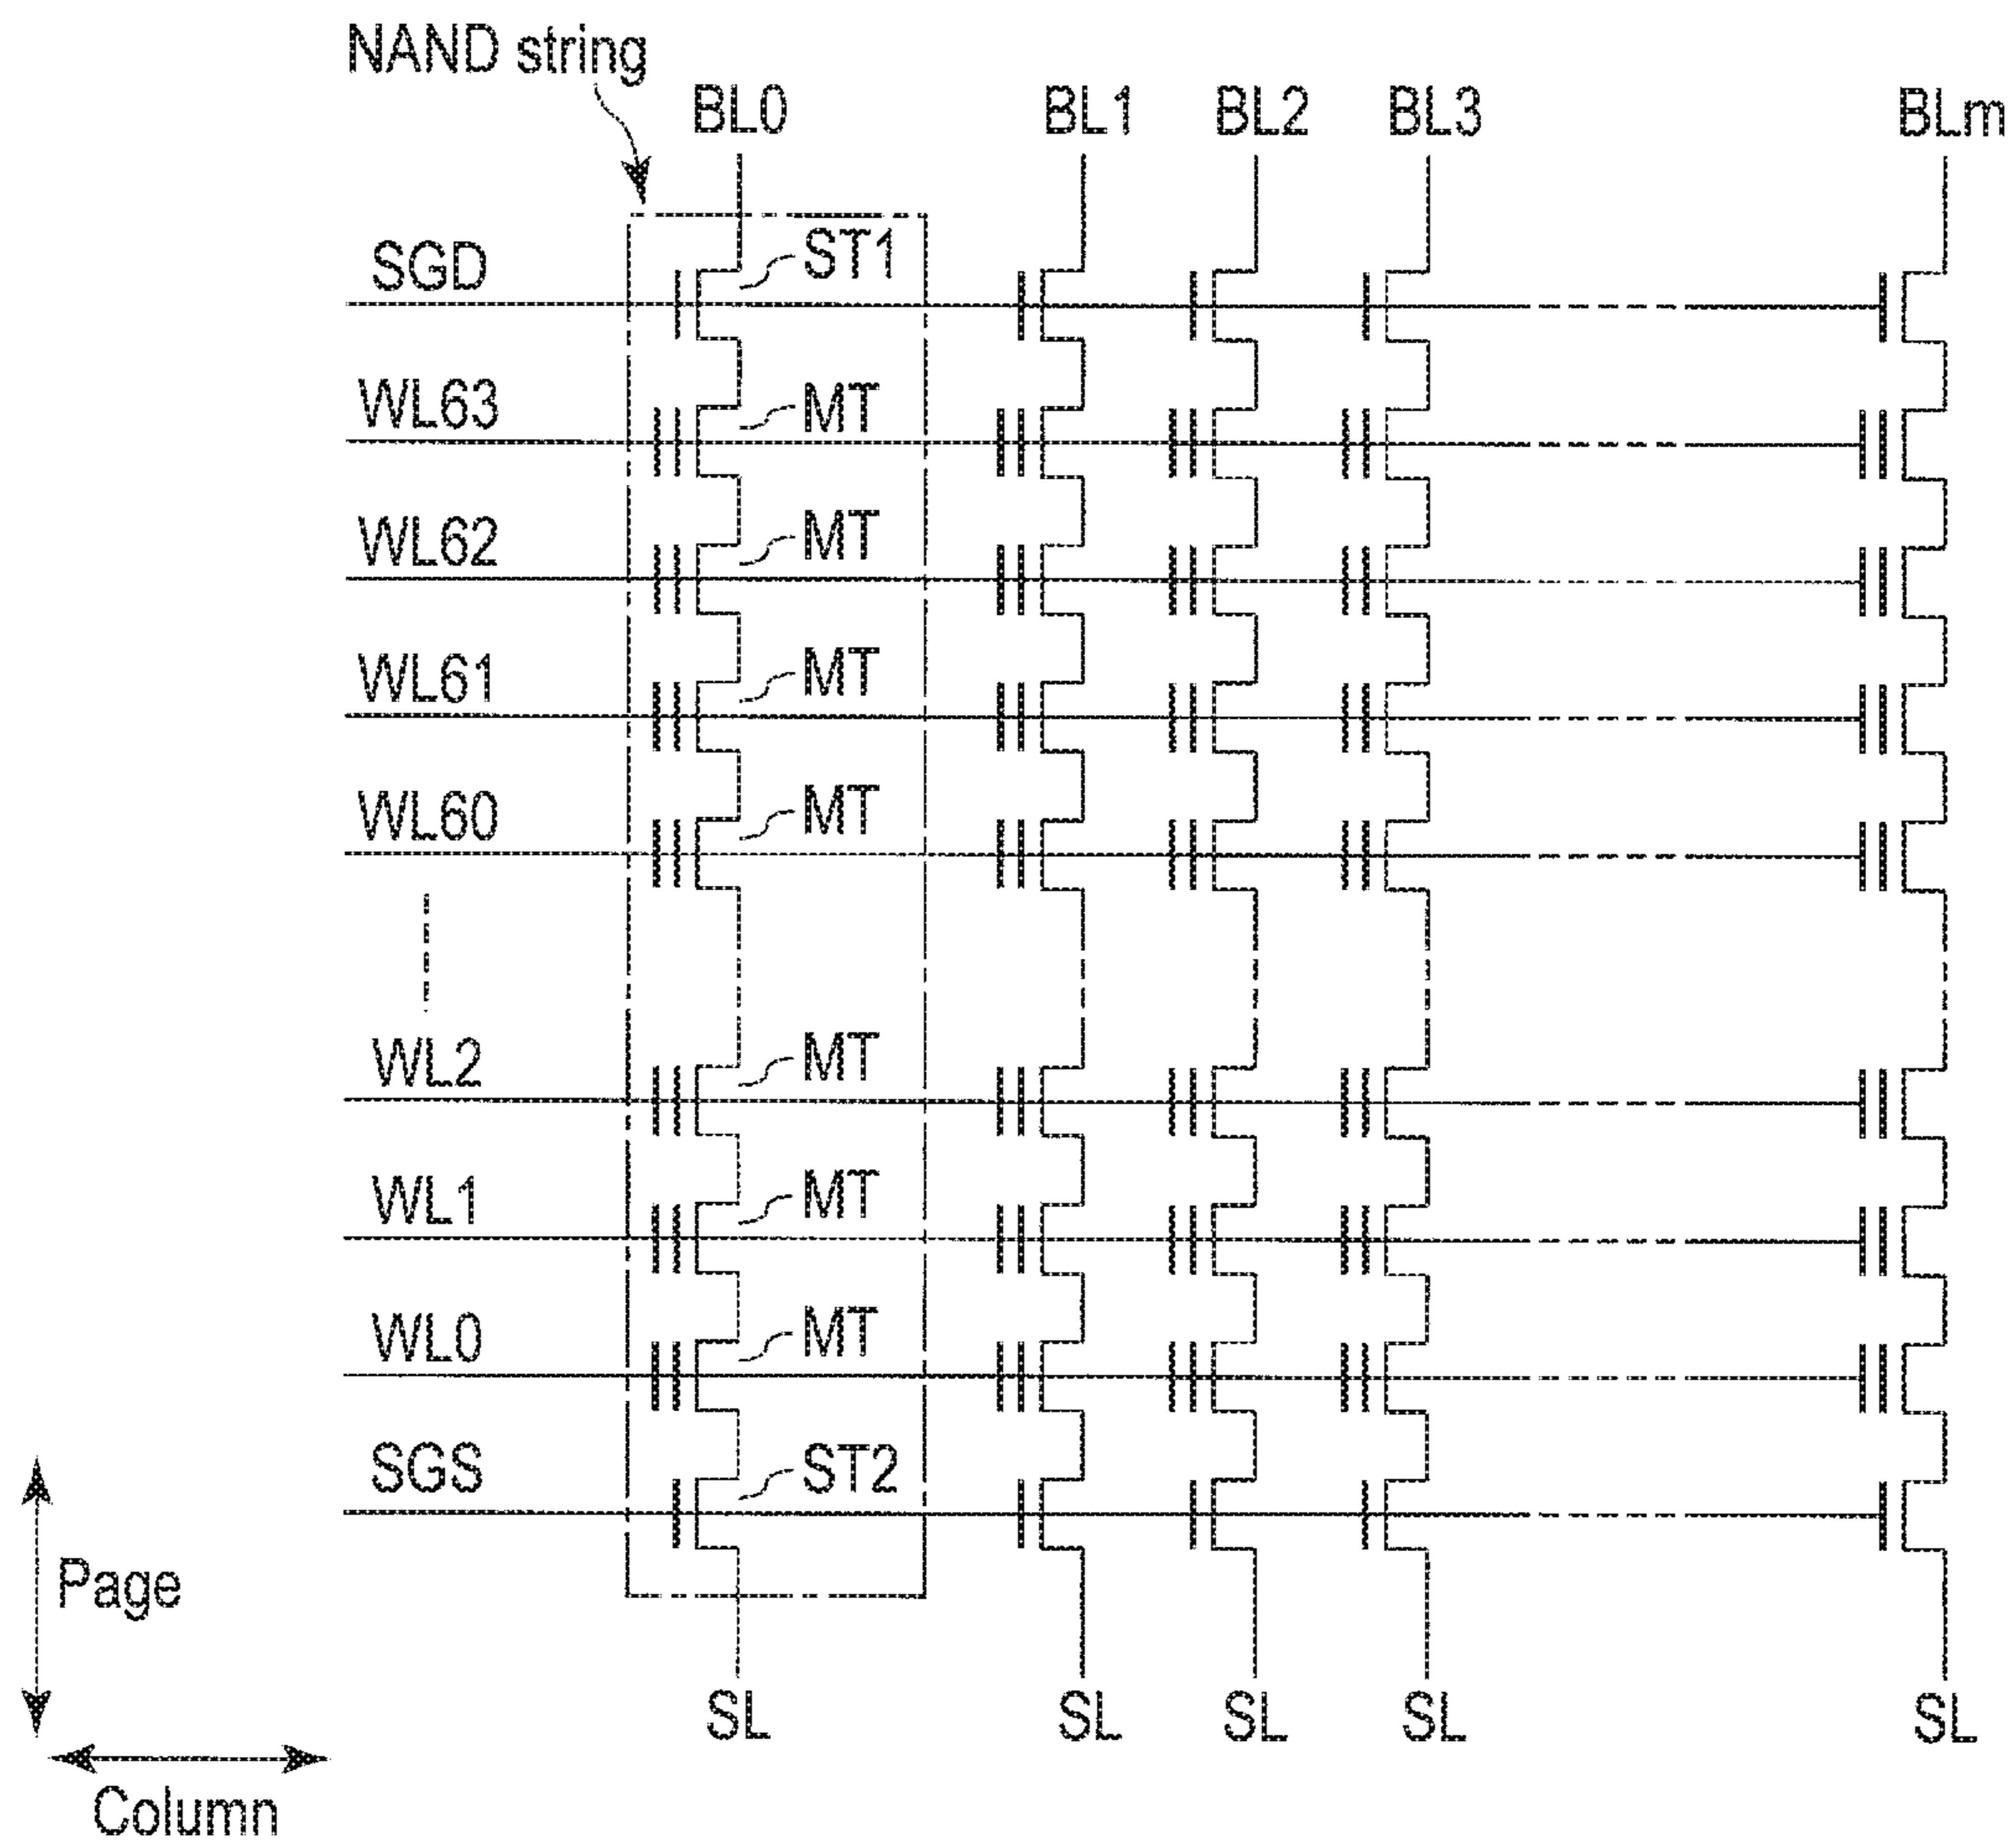 NAND string
BL0 BL1 BL2 BL3 BLm
SGD ST1
WL63 MT
WL62 MT
WL61 MT
WL60 MT
WL2 MT
WL1 MT
WL0 MT
SGS ST2
Page
SL SL SL SL SL
Column